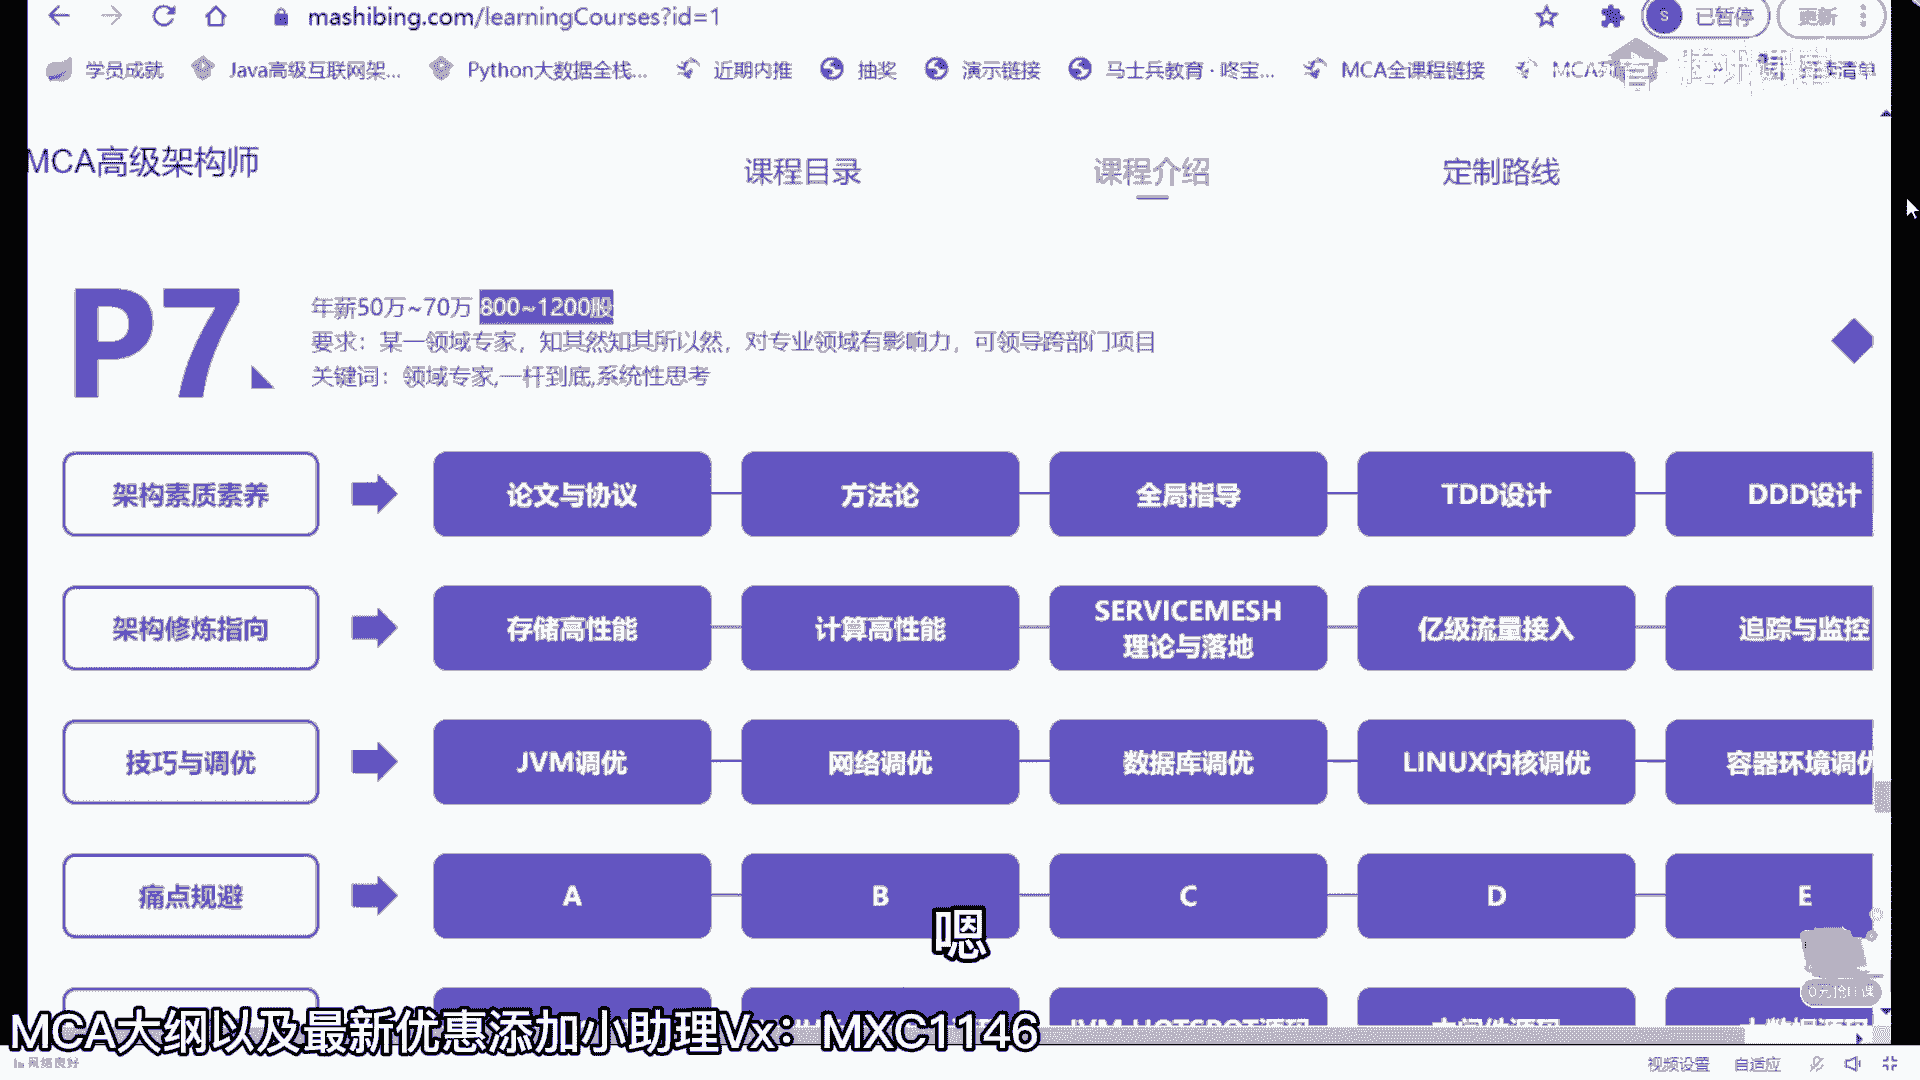 mashibing.com/learningCourses?id=1
S 已暂停 更新
学员成就 Java高级互联网架... Python大数据全栈... 近期内推 抽奖 演示链接 马士兵教育·咚宝... MCA全课程链接
MCA高级架构师 课程目录 课程介绍 定制路线
P7
年薪50万~70万 800~1200股
要求：某一领域专家，知其然知其所以然，对专业领域有影响力，可领导跨部门项目
关键词：领域专家,一杆到底,系统性思考
架构素质素养 论文与协议 方法论 全局指导 TDD设计 DDD设计
架构修炼指向 存储高性能 计算高性能 SERVICEMESH 亿级流量接入 追踪与监控
理论与落地
技巧与调优 JVM调优 网络调优 数据库调优 LINUX内核调优 容器环境调优
痛点规避 A B C D E
嗯
MCA大纲以及最新优惠添加小助理Vx：MXC1146
网络良好 视频设置 自适应